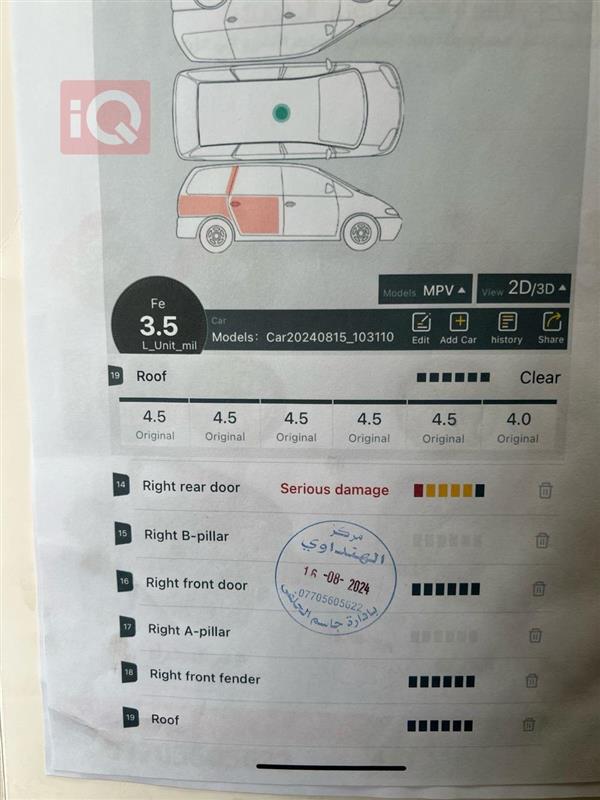 iQ
Models MPV
View 2D/3D
Fe
3.5
L_Unit_mil
Car
Models: Car20240815_103110
Edit Add Car history Share
19 Roof Clear
4.5 4.5 4.5 4.5 4.5 4.0
Original Original Original Original Original Original
14 Right rear door Serious damage
15 Right B-pillar
16 Right front door
17 Right A-pillar
18 Right front fender
19 Roof
مركز
الهنداوي
16 -08- 2024
07705605022
بادارة جاسم